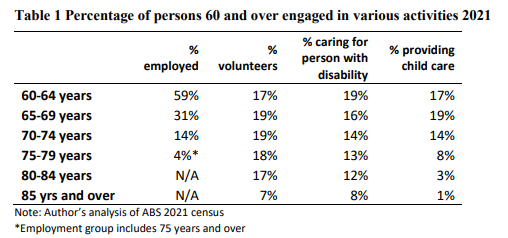 Table 1 Percentage of persons 60 and over engaged in various activities 2021
% employed % volunteers % caring for person with disability % providing child care
60-64 years 59% 17% 19% 17%
65-69 years 31% 19% 16% 19%
70-74 years 14% 19% 14% 14%
75-79 years 4%* 18% 13% 8%
80-84 years N/A 17% 12% 3%
85 yrs and over N/A 7% 8% 1%
Note: Author's analysis of ABS 2021 census
*Employment group includes 75 years and over